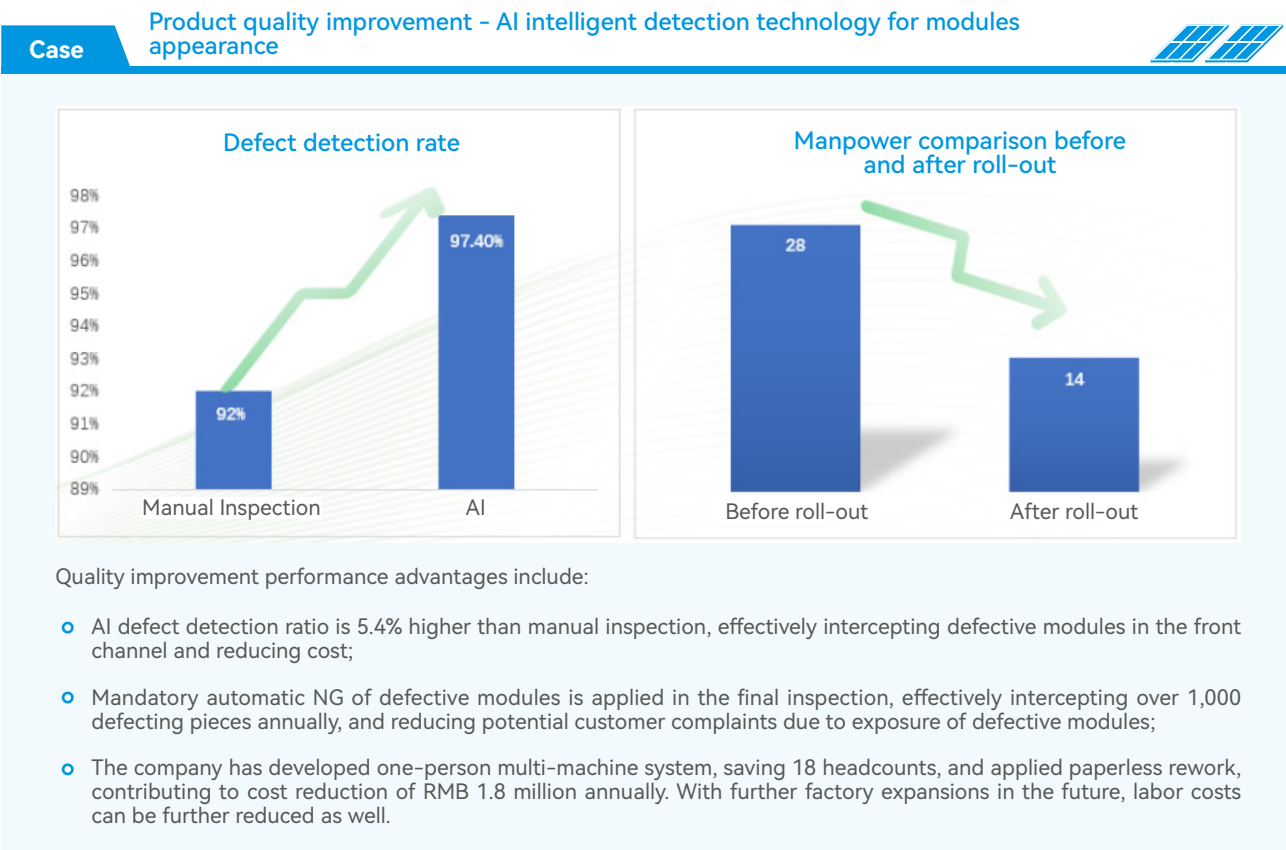 Case
Product quality improvement - AI intelligent detection technology for modules
appearance
Defect detection rate
98%
97%
96%
95%
94%
93%
92%
91%
90%
89%
92%
97.40%
Manual Inspection
AI
Manpower comparison before
and after roll-out
28
14
Before roll-out
After roll-out
Quality improvement performance advantages include:
AI defect detection ratio is 5.4% higher than manual inspection, effectively intercepting defective modules in the front
channel and reducing cost;
Mandatory automatic NG of defective modules is applied in the final inspection, effectively intercepting over 1,000
defecting pieces annually, and reducing potential customer complaints due to exposure of defective modules;
The company has developed one-person multi-machine system, saving 18 headcounts, and applied paperless rework,
contributing to cost reduction of RMB 1.8 million annually. With further factory expansions in the future, labor costs
can be further reduced as well.